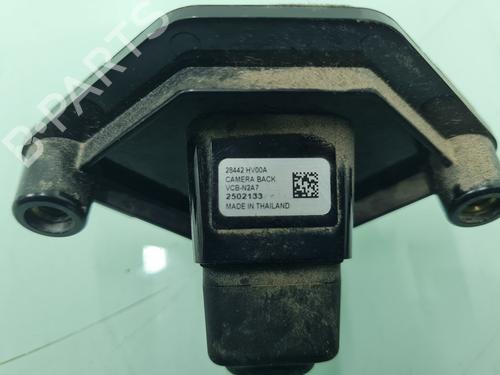 B-PARTS
28442 HV00A
CAMERA BACK
VCB-N2A7
2502133
MADE IN THAILAND